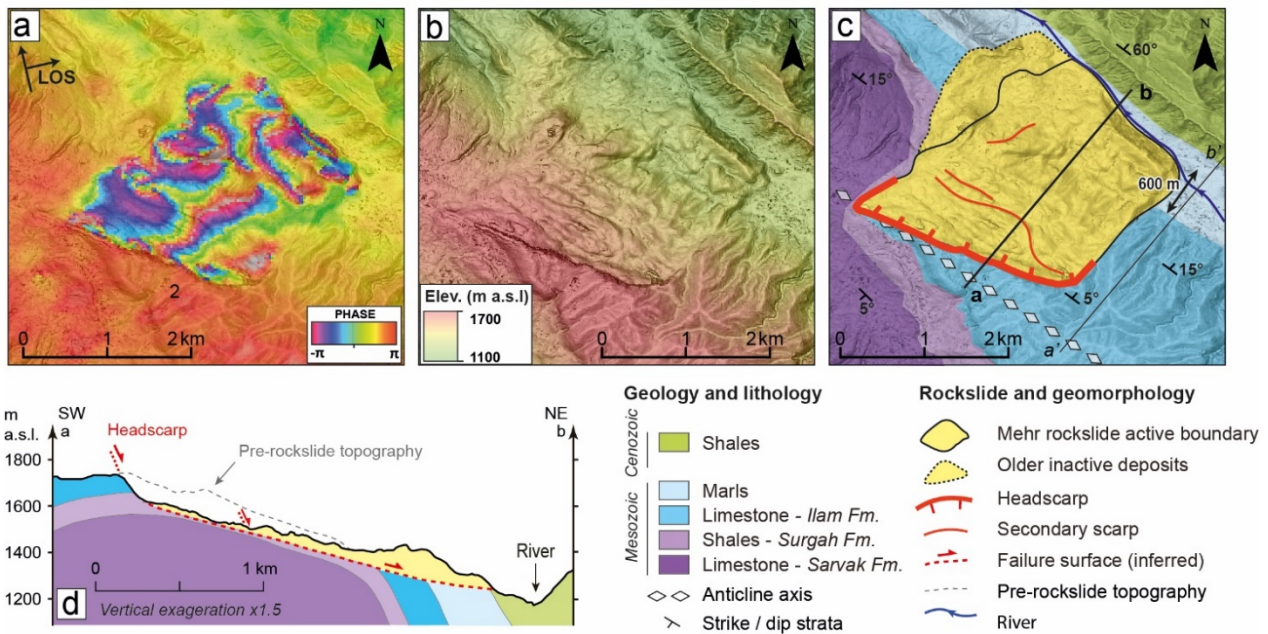 a
LOS
N
2
PHASE
-π
π
0 1 2 km
b
N
Elev. (m a.s.l)
1700
1100
0 1 2 km
c
N
15°
60°
b
b'
600 m
15°
5°
a
5°
a'
0 1 2 km
m
a.s.l.
SW
a
NE
b
Headscarp
Pre-rockslide topography
1800
1600
1400
1200
River
0 1 km
d
Vertical exageration x1.5
Geology and lithology
Cenozoic
Shales
Mesozoic
Marls
Limestone - Ilam Fm.
Shales - Surgah Fm.
Limestone - Sarvak Fm.
Anticline axis
Strike / dip strata
Rockslide and geomorphology
Mehr rockslide active boundary
Older inactive deposits
Headscarp
Secondary scarp
Failure surface (inferred)
Pre-rockslide topography
River